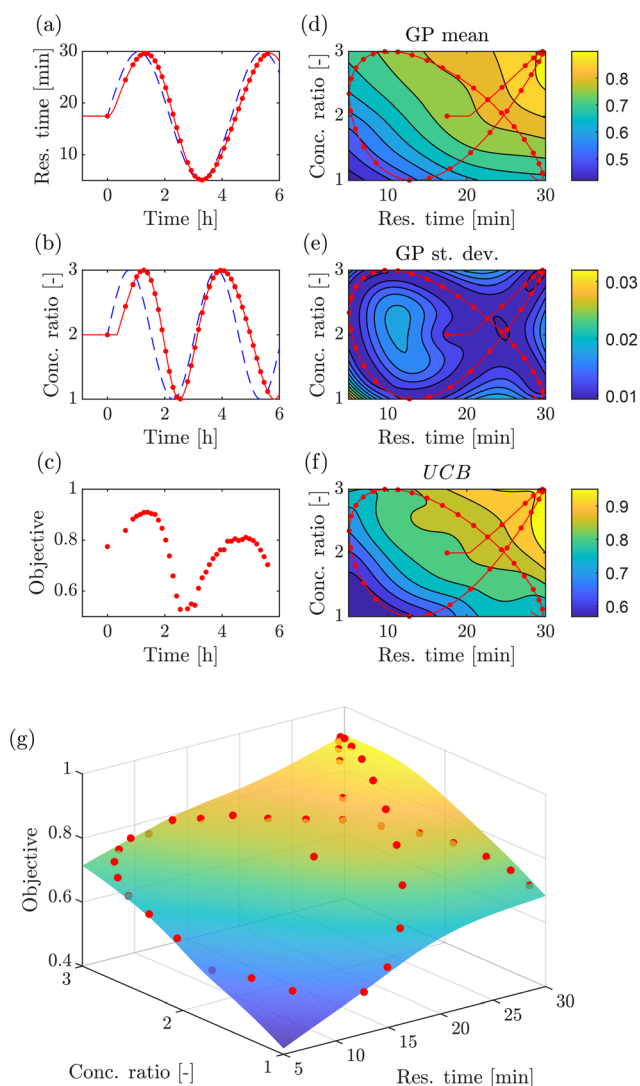 (a)
Res. time [min]
30
20
10
0 2 4 6
Time [h]
(d)
GP mean
Conc. ratio [-]
3
2
1
10 20 30
Res. time [min]
0.8
0.7
0.6
0.5
(b)
Conc. ratio [-]
3
2
1
0 2 4 6
Time [h]
(e)
GP st. dev.
Conc. ratio [-]
3
2
1
10 20 30
Res. time [min]
0.03
0.02
0.01
(c)
Objective
1
0.8
0.6
0 2 4 6
Time [h]
(f)
UCB
Conc. ratio [-]
3
2
1
10 20 30
Res. time [min]
0.9
0.8
0.7
0.6
(g)
Objective
1
0.8
0.6
0.4
3
2
1
Conc. ratio [-]
5 10 15 20 25 30
Res. time [min]